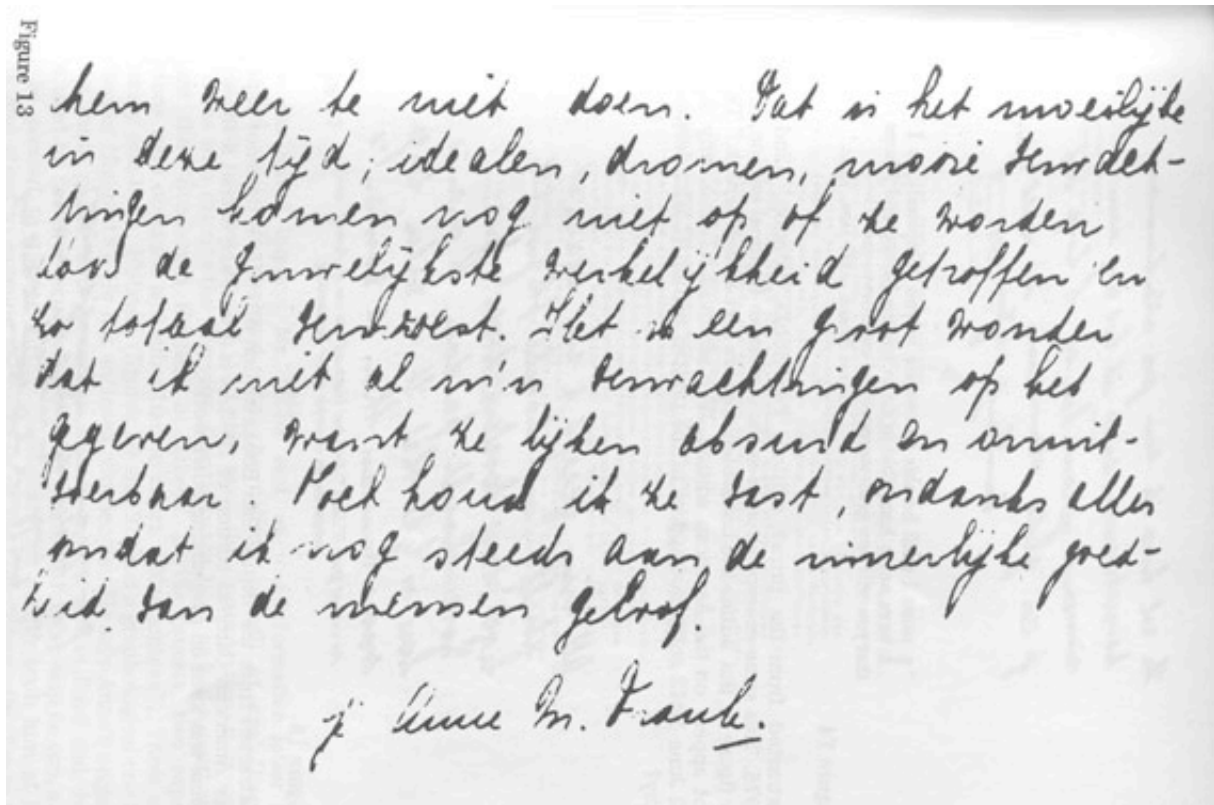 Figure 13
hem weer te niet doen. Dat is het moeilijke
in deze tijd; idealen, dromen, mooie verwach-
tingen komen nog niet op of ze worden
door de gruwelijkste werkelijkheid getroffen en
zo totaal verwoest. Het is een groot wonder
dat ik niet al m'n verwachtingen op heb
gegeven, want ze lijken absurd en onuit-
voerbaar. Toch houd ik ze vast, ondanks alles
omdat ik nog steeds aan de innerlijke goed-
heid van de mensen geloof.
je Anne M. Frank.